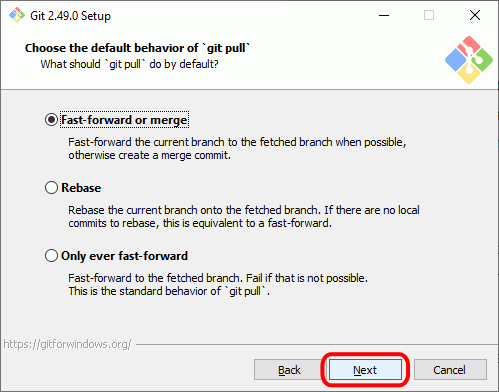 Git 2.49.0 Setup
Choose the default behavior of `git pull`
What should `git pull` do by default?
Fast-forward or merge
Fast-forward the current branch to the fetched branch when possible,
otherwise create a merge commit.
Rebase
Rebase the current branch onto the fetched branch. If there are no local
commits to rebase, this is equivalent to a fast-forward.
Only ever fast-forward
Fast-forward to the fetched branch. Fail if that is not possible.
This is the standard behavior of `git pull`.
https://gitforwindows.org/
Back Next Cancel